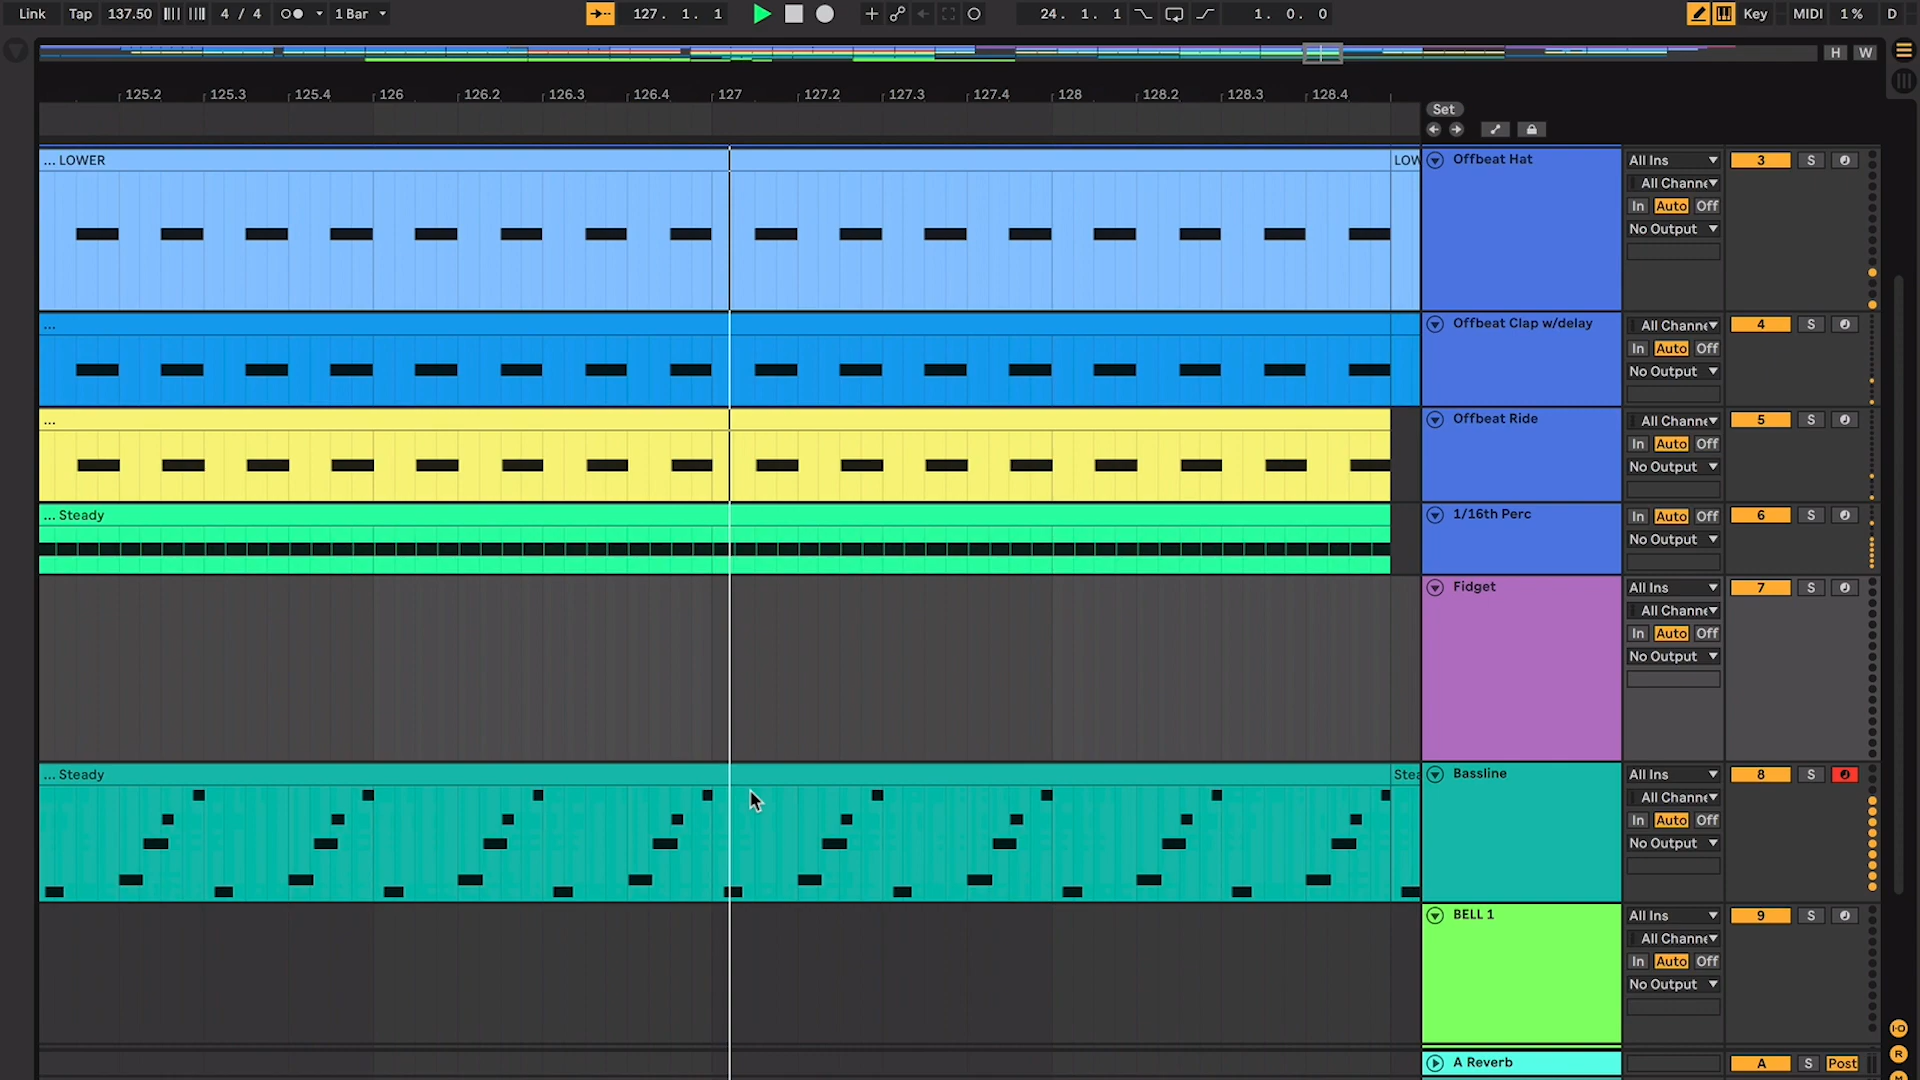 Link Tap 137.50 4 / 4 1 Bar 127. 1. 1 24. 1. 1 1. 0. 0 Key MIDI 1 % D
H W
125.2 125.3 125.4 126 126.2 126.3 126.4 127 127.2 127.3 127.4 128 128.2 128.3 128.4
Set
... LOWER LOW Offbeat Hat All Ins 3 S
All Channe
In Auto Off
No Output
... Offbeat Clap w/delay All Channe 4 S
In Auto Off
No Output
... Offbeat Ride All Channe 5 S
In Auto Off
No Output
... Steady 1/16th Perc In Auto Off 6 S
No Output
Fidget All Ins 7 S
All Channe
In Auto Off
No Output
... Steady Stea Bassline All Ins 8 S
All Channe
In Auto Off
No Output
BELL 1 All Ins 9 S
All Channe
In Auto Off
No Output
I·O
R
A Reverb A S Post